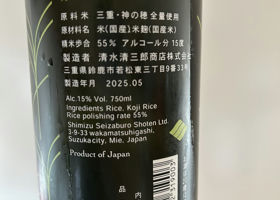 原料米 三重・神の穂 全量使用
原材料名 米(国産)米麹(国産米)
精米歩合 55% アルコール分 15度
製造者 清水清三郎商店株式会社
三重県鈴鹿市若松東三丁目9番33号
製造年月 2025.05
Alc.15% Vol. 750ml
Ingredients Rice, Koji Rice
Rice polishing rate 55%
Shimizu Seizaburo Shoten Ltd.
3-9-33 wakamatsuhigashi,
Suzukacity, Mie, Japan
Product of Japan
品
内